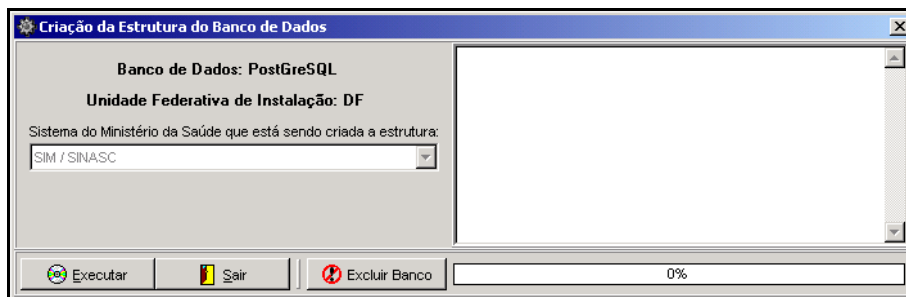 Criação da Estrutura do Banco de Dados
Banco de Dados: PostGreSQL
Unidade Federativa de Instalação: DF
Sistema do Ministério da Saúde que está sendo criada a estrutura:
SIM / SINASC
Executar
Sair
Excluir Banco
0%